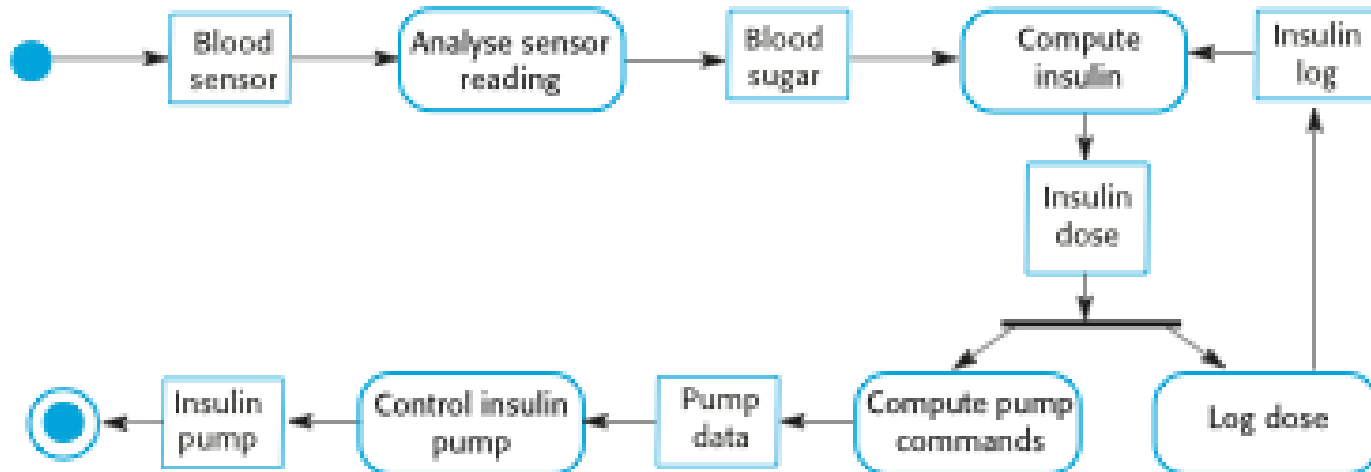 Blood
sensor
Analyse sensor
reading
Blood
sugar
Compute
insulin
Insulin
log
Insulin
dose
Insulin
pump
Control insulin
pump
Pump
data
Compute pump
commands
Log dose